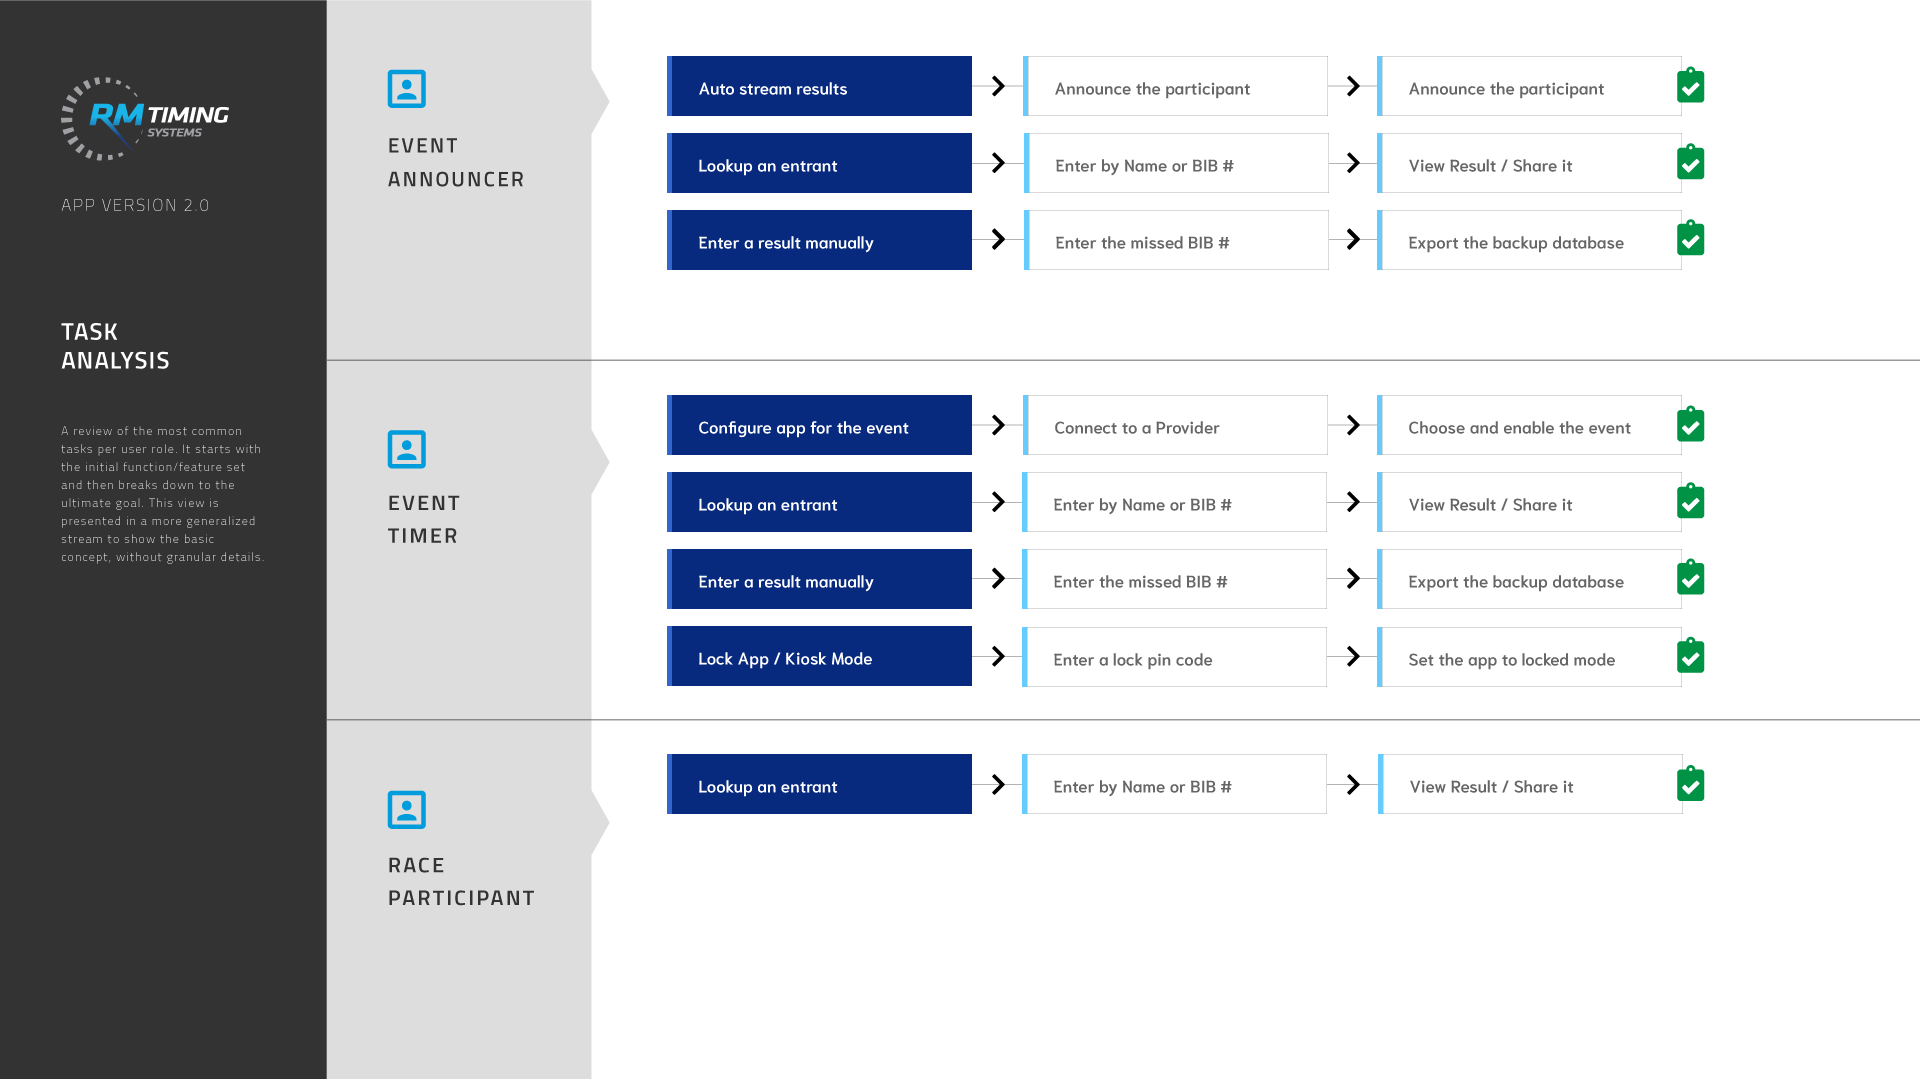 RM TIMING
SYSTEMS
APP VERSION 2.0
TASK
ANALYSIS
A review of the most common
tasks per user role. It starts with
the initial function/feature set
and then breaks down to the
ultimate goal. This view is
presented in a more generalized
stream to show the basic
concept, without granular details.
EVENT
ANNOUNCER
Auto stream results
Announce the participant
Announce the participant
Lookup an entrant
Enter by Name or BIB #
View Result / Share it
Enter a result manually
Enter the missed BIB #
Export the backup database
EVENT
TIMER
Configure app for the event
Connect to a Provider
Choose and enable the event
Lookup an entrant
Enter by Name or BIB #
View Result / Share it
Enter a result manually
Enter the missed BIB #
Export the backup database
Lock App / Kiosk Mode
Enter a lock pin code
Set the app to locked mode
RACE
PARTICIPANT
Lookup an entrant
Enter by Name or BIB #
View Result / Share it